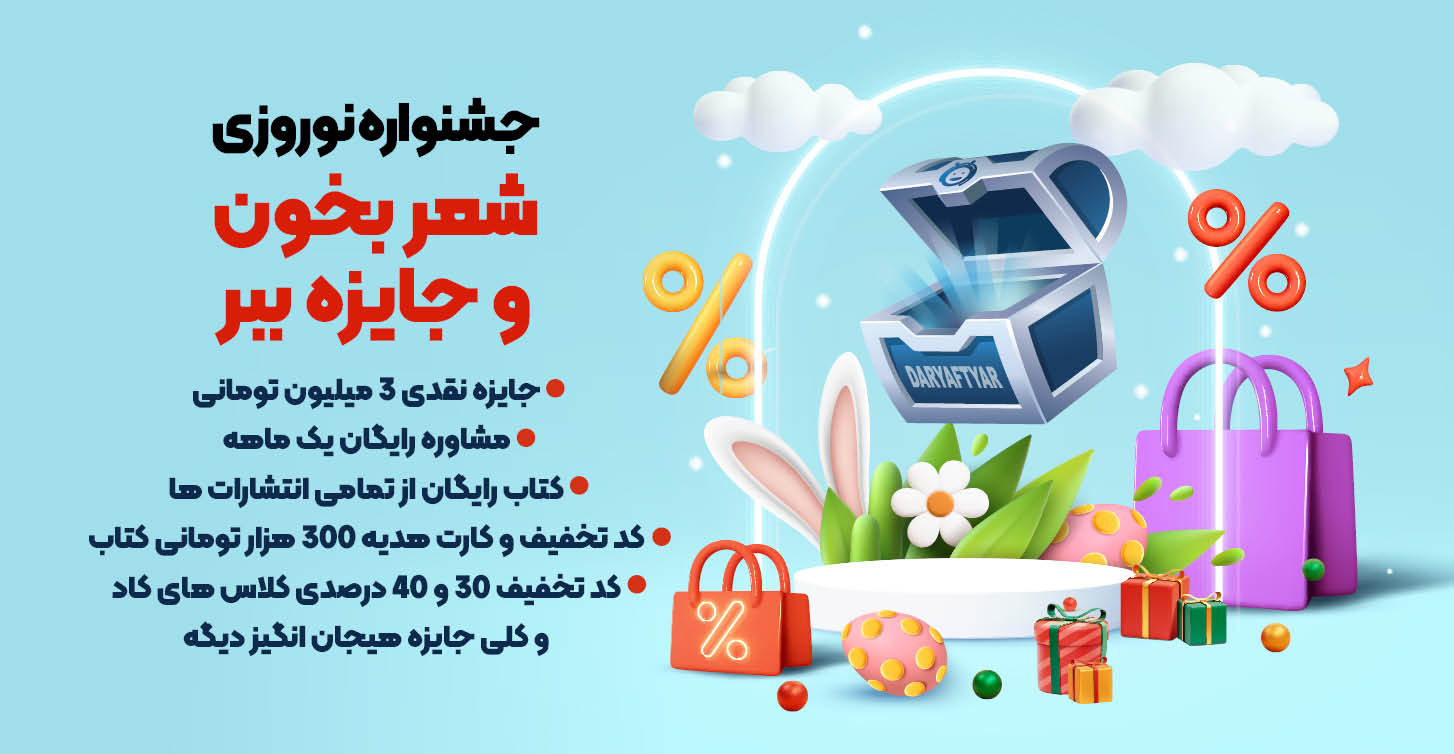 جشنواره نوروزی
شعر بخون
و جایزه ببر
جایزه نقدی 3 میلیون تومانی
مشاوره رایگان یک ماهه
کتاب رایگان از تمامی انتشارات ها
کد تخفیف و کارت هدیه 300 هزار تومانی کتاب
کد تخفیف 30 و 40 درصدی کلاس های کاد
و کلی جایزه هیجان انگیز دیگه
DARYAFTYAR
%
%
%